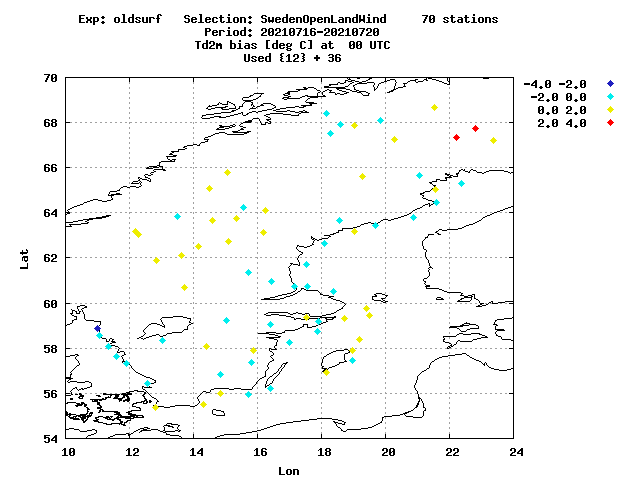 Exp: oldsurf Selection: SwedenOpenLandWind 70 stations
Period: 20210716-20210720
Td2m bias [deg C] at 00 UTC
Used {12} + 36
-4.0 -2.0
-2.0 0.0
0.0 2.0
2.0 4.0
70
68
66
64
62
60
58
56
54
Lat
10 12 14 16 18 20 22 24
Lon